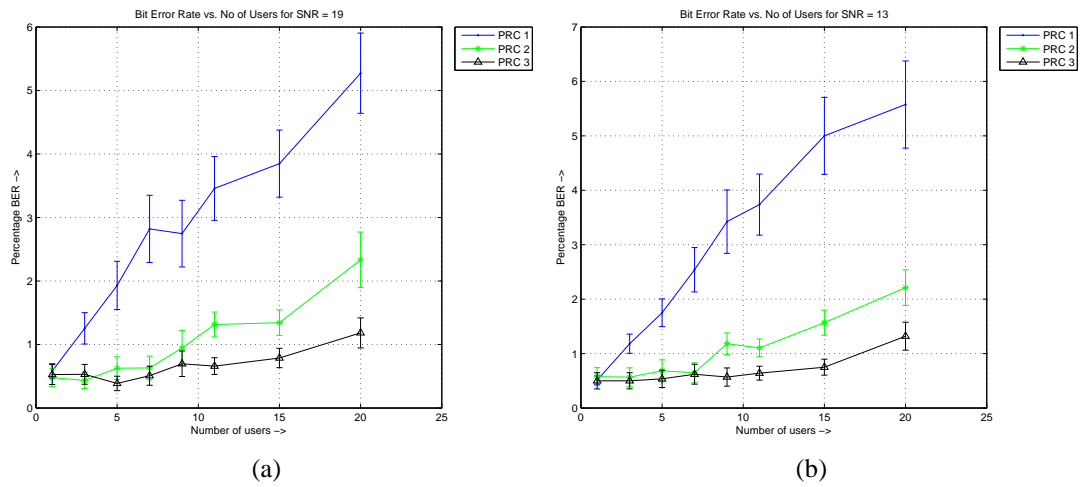 Bit Error Rate vs. No of Users for SNR = 19
6
5
4
3
2
1
0
0
5
10
15
20
25
Percentage BER −>
Number of users −>
PRC 1
PRC 2
PRC 3
(a)
Bit Error Rate vs. No of Users for SNR = 13
7
6
5
4
3
2
1
0
0
5
10
15
20
25
Percentage BER −>
Number of users −>
PRC 1
PRC 2
PRC 3
(b)